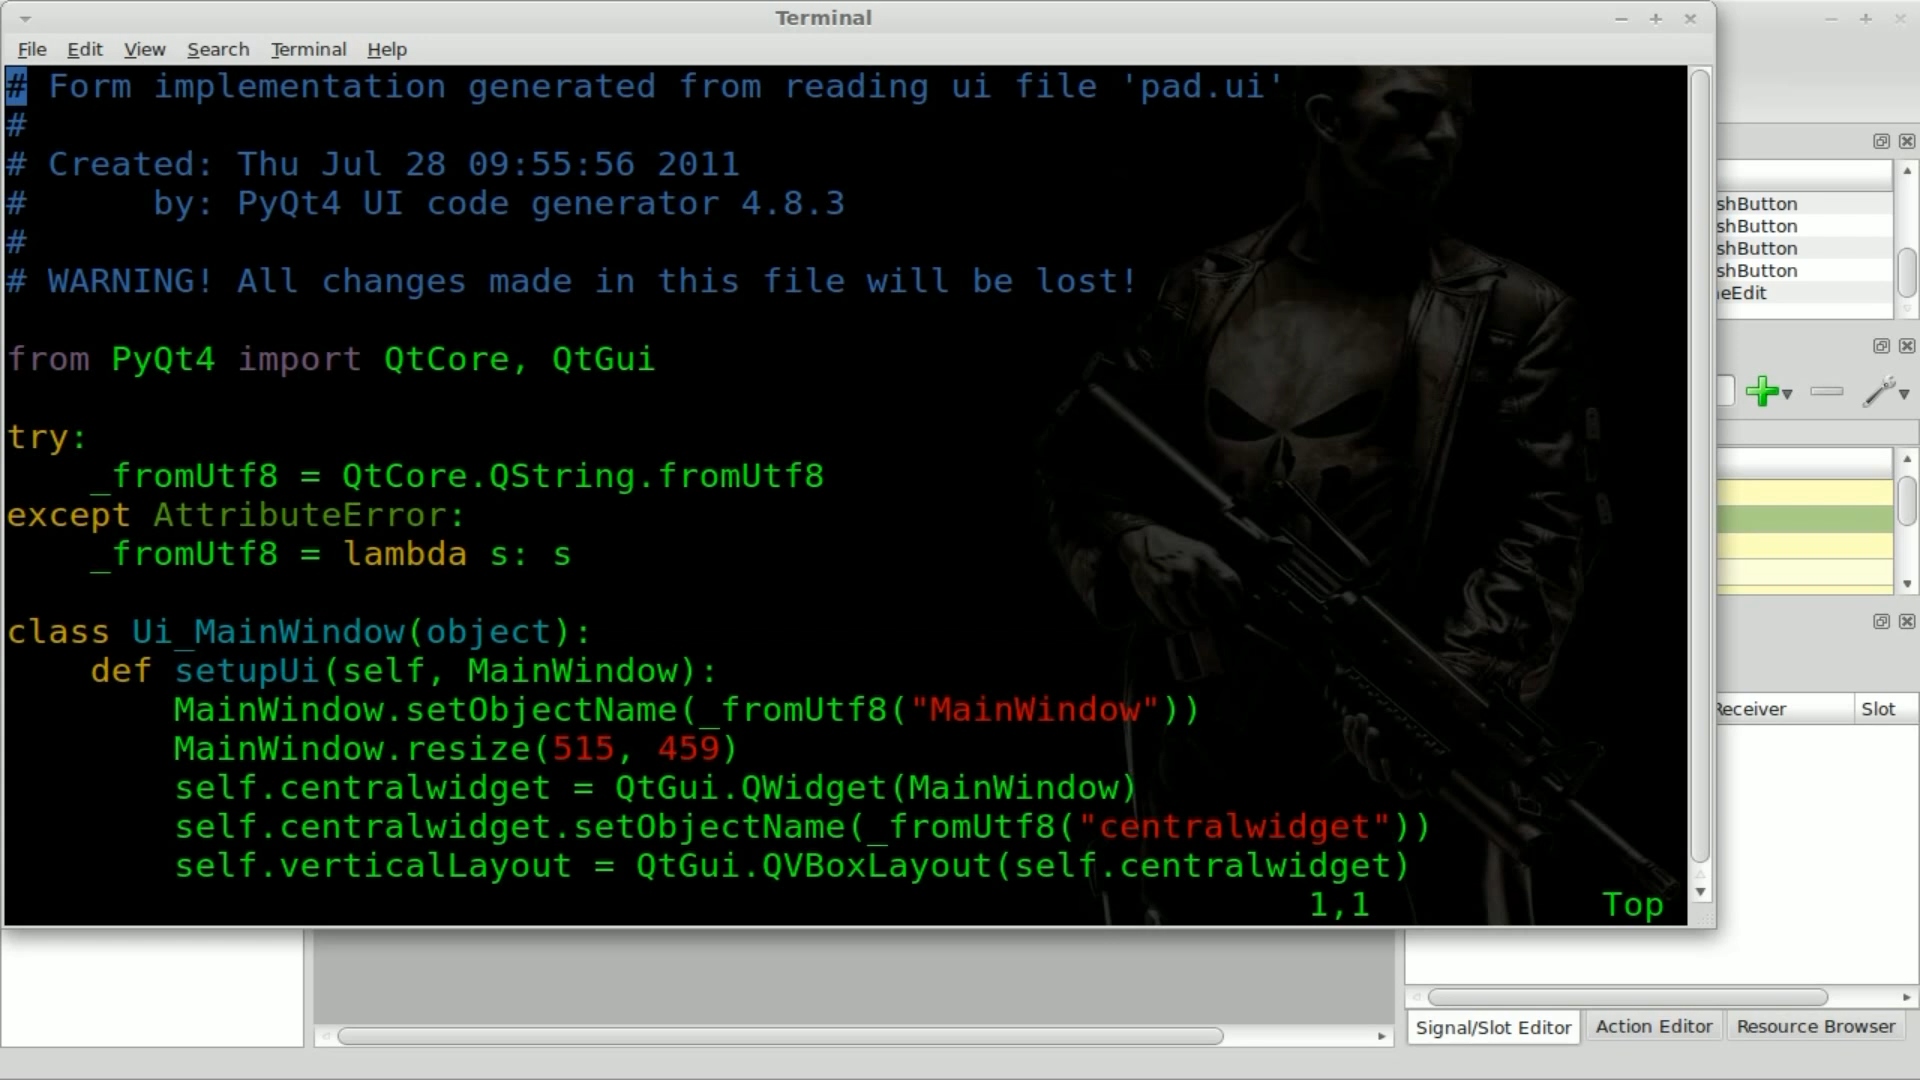 Terminal
File Edit View Search Terminal Help
# Form implementation generated from reading ui file 'pad.ui'
#
# Created: Thu Jul 28 09:55:56 2011
#      by: PyQt4 UI code generator 4.8.3
#
# WARNING! All changes made in this file will be lost!
from PyQt4 import QtCore, QtGui
try:
    _fromUtf8 = QtCore.QString.fromUtf8
except AttributeError:
    _fromUtf8 = lambda s: s
class Ui_MainWindow(object):
    def setupUi(self, MainWindow):
        MainWindow.setObjectName(_fromUtf8("MainWindow"))
        MainWindow.resize(515, 459)
        self.centralwidget = QtGui.QWidget(MainWindow)
        self.centralwidget.setObjectName(_fromUtf8("centralwidget"))
        self.verticalLayout = QtGui.QVBoxLayout(self.centralwidget)
1,1 Top
shButton
shButton
shButton
shButton
eEdit
Receiver Slot
Signal/Slot Editor Action Editor Resource Browser